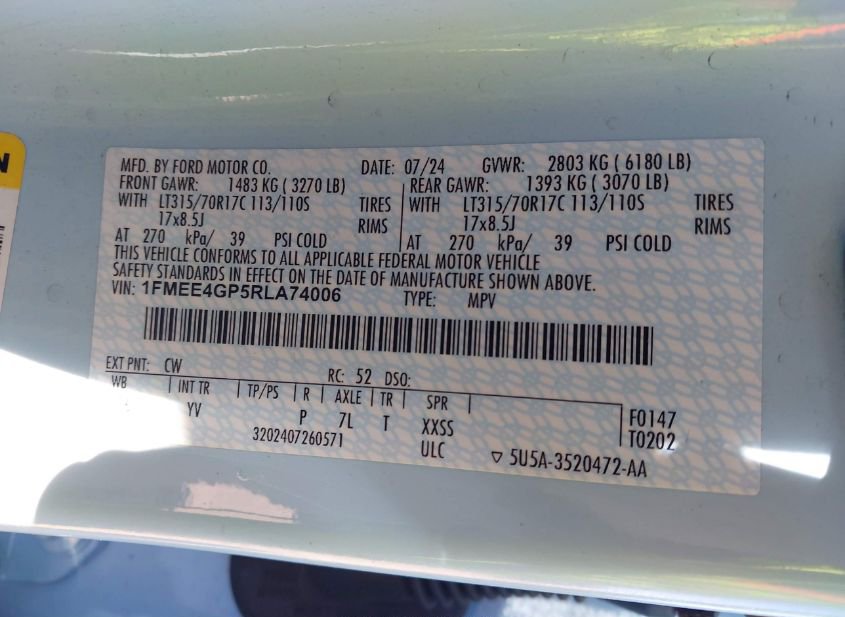 N
MFD. BY FORD MOTOR CO. DATE: 07/24 GVWR: 2803 KG ( 6180 LB)
FRONT GAWR: 1483 KG ( 3270 LB) REAR GAWR: 1393 KG ( 3070 LB)
WITH LT315/70R17C 113/110S TIRES WITH LT315/70R17C 113/110S TIRES
17x8.5J RIMS 17x8.5J RIMS
AT 270 kPa/ 39 PSI COLD AT 270 kPa/ 39 PSI COLD
THIS VEHICLE CONFORMS TO ALL APPLICABLE FEDERAL MOTOR VEHICLE
SAFETY STANDARDS IN EFFECT ON THE DATE OF MANUFACTURE SHOWN ABOVE.
VIN: 1FMEE4GP5RLA74006 TYPE: MPV
EXT PNT: CW RC: 52 DSO:
WB INT TR TP/PS R AXLE TR SPR F0147
YV P 7L T XXSS T0202
3202407260571 ULC ▽ 5U5A-3520472-AA